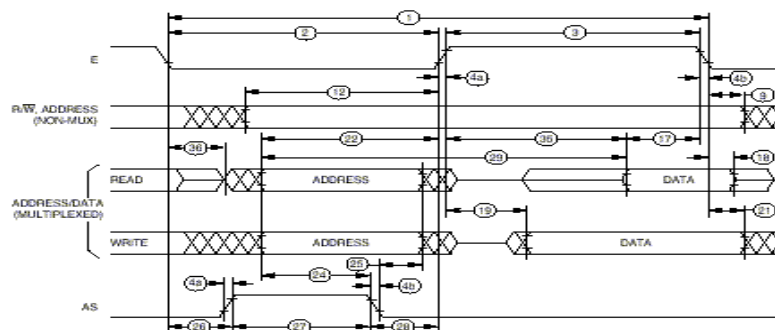 1
2 3
E
4a 4b
12 9
R/W̅, ADDRESS
(NON-MUX)
22 35 17
36 29 18
READ ADDRESS DATA
ADDRESS/DATA
(MULTIPLEXED)
19 21
WRITE ADDRESS DATA
25
4a 24 4b
AS
26 27 28